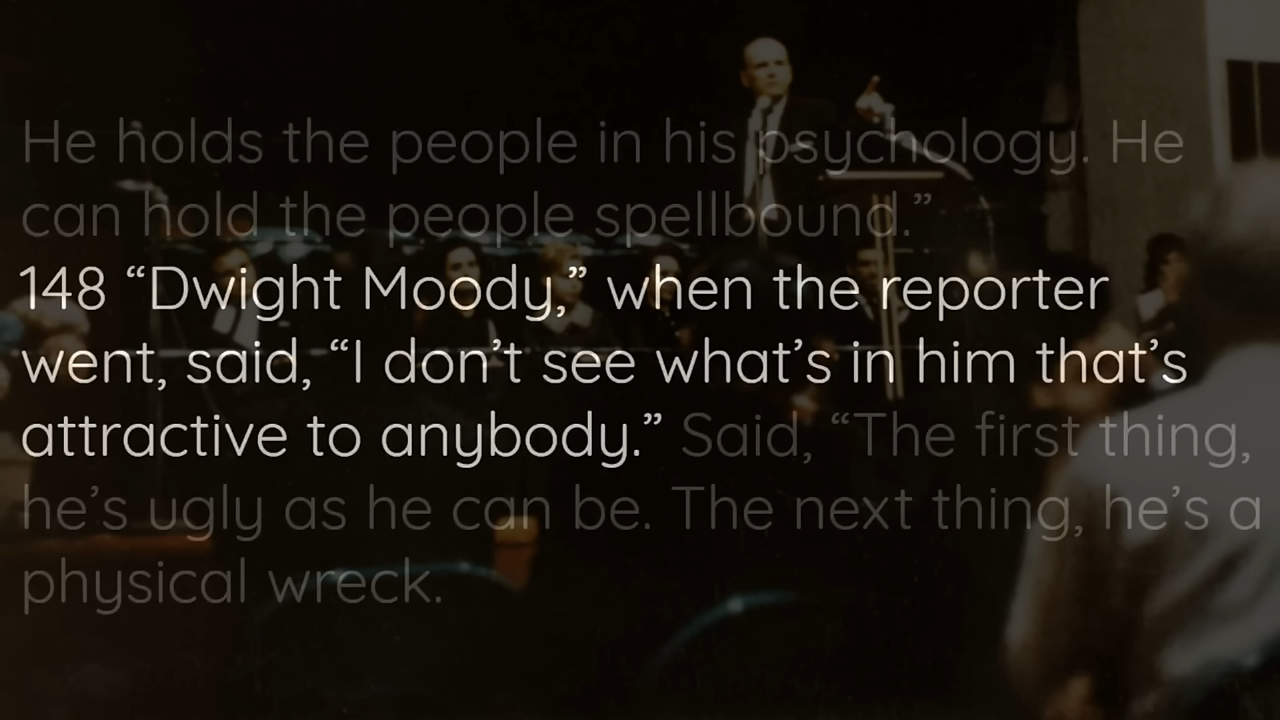 He holds the people in his psychology. He
can hold the people spellbound.”
148 “Dwight Moody,” when the reporter
went, said, “I don’t see what’s in him that’s
attractive to anybody.” Said, “The first thing,
he’s ugly as he can be. The next thing, he’s a
physical wreck.